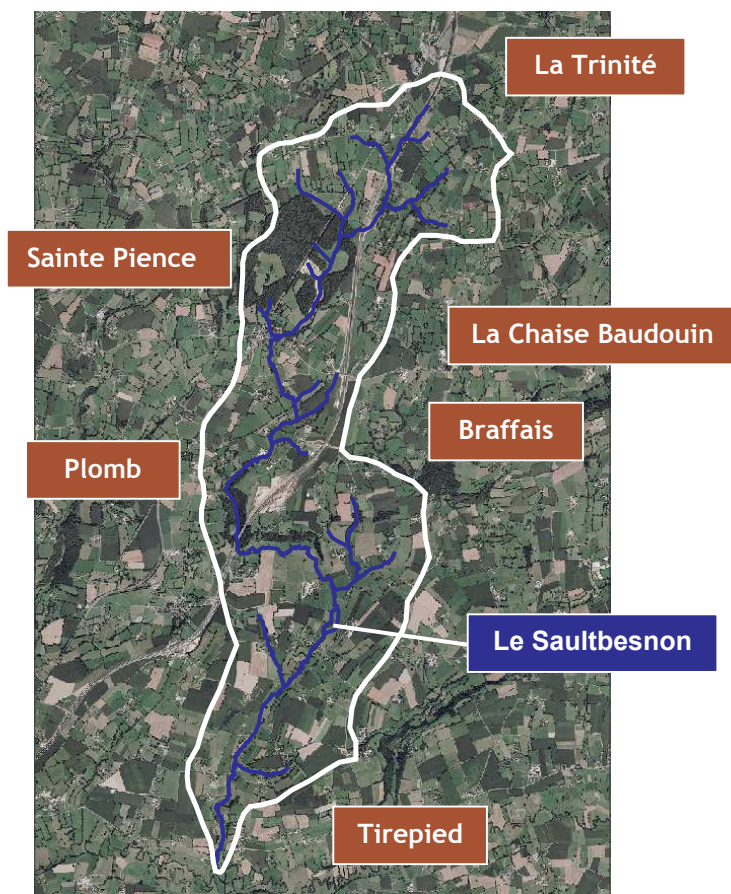 La Trinité
Sainte Pience
La Chaise Baudouin
Braffais
Plomb
Le Saultbesnon
Tirepied